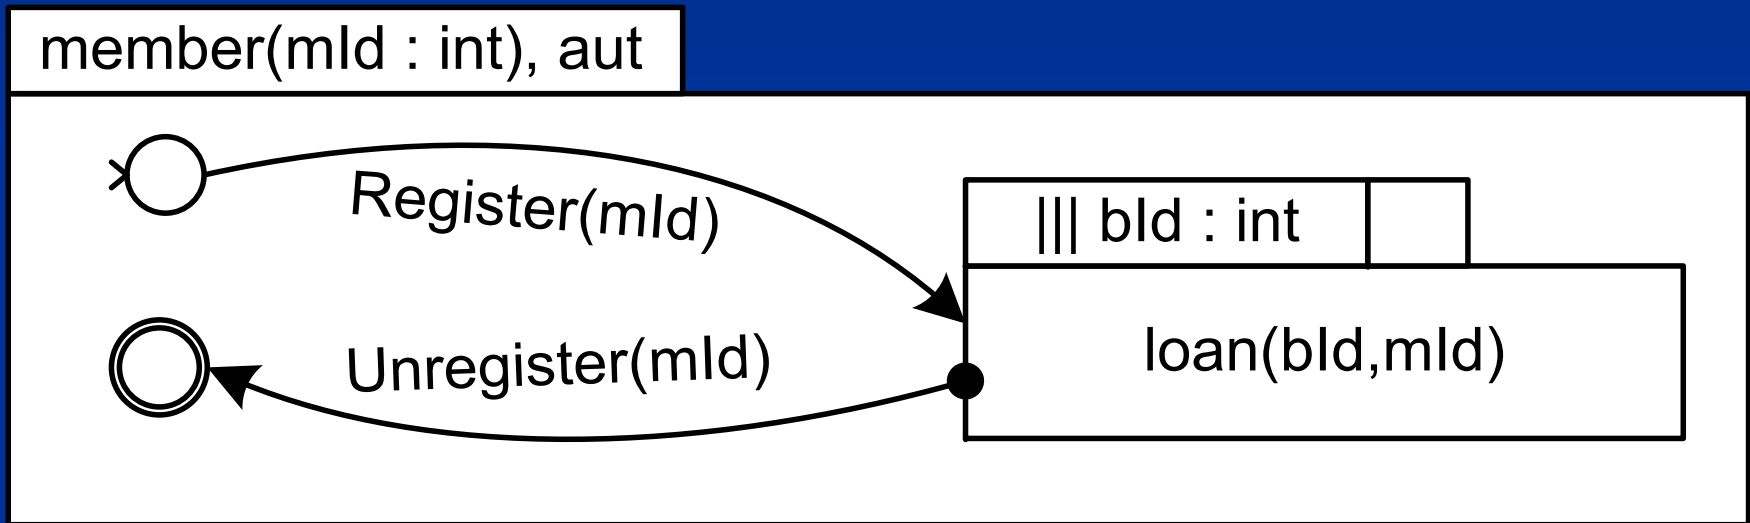 member(mId : int), aut
Register(mId)
||| bId : int
Unregister(mId)
loan(bId,mId)